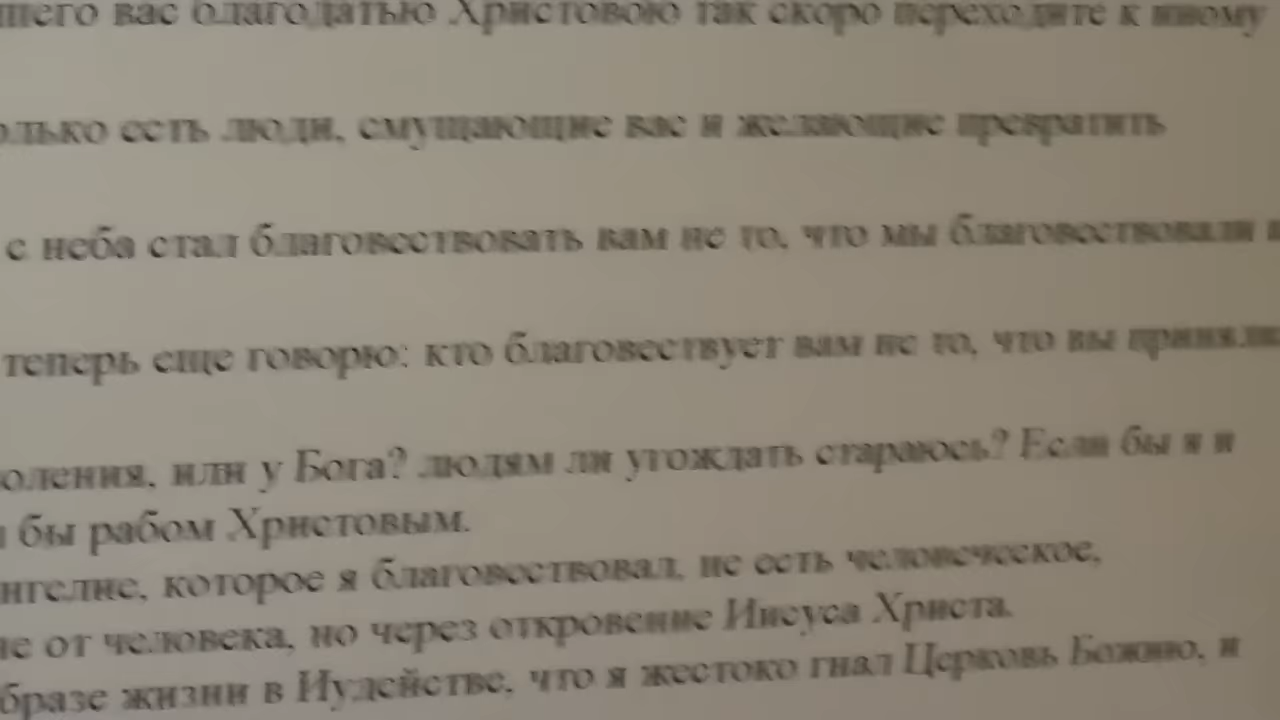 шего вас благодатью Христовою так скоро переходите к иному
олько есть люди, смущающие вас и желающие превратить
с неба стал благовествовать вам не то, что мы благовествовали в
теперь еще говорю: кто благовествует вам не то, что вы приняли,
оления, или у Бога? людям ли угождать стараюсь? Если бы я и
бы рабом Христовым.
нгелие, которое я благовествовал, не есть человеческое,
не от человека, но через откровение Иисуса Христа.
бразе жизни в Иудействе, что я жестоко гнал Церковь Божию, и